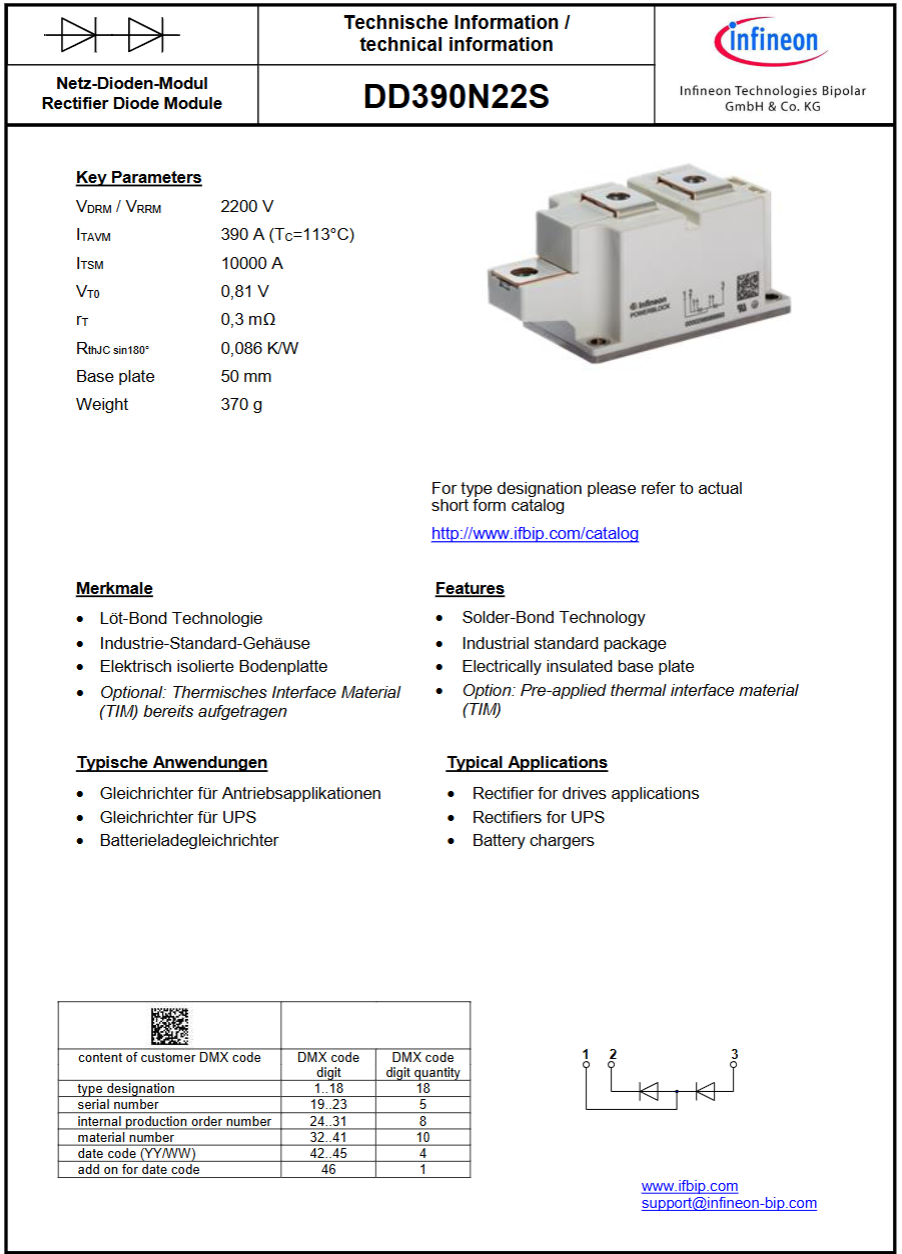 Technische Information /
technical information
infineon
Netz-Dioden-Modul
Rectifier Diode Module
DD390N22S
Infineon Technologies Bipolar
GmbH & Co. KG
Key Parameters
VDRM / VRRM 2200 V
ITAVM 390 A (TC=113°C)
ITSM 10000 A
VT0 0,81 V
rT 0,3 mΩ
RthJC sin180° 0,086 K/W
Base plate 50 mm
Weight 370 g
infineon
POWERBLOCK
For type designation please refer to actual
short form catalog
http://www.ifbip.com/catalog
Merkmale
• Löt-Bond Technologie
• Industrie-Standard-Gehäuse
• Elektrisch isolierte Bodenplatte
• Optional: Thermisches Interface Material
(TIM) bereits aufgetragen
Features
• Solder-Bond Technology
• Industrial standard package
• Electrically insulated base plate
• Option: Pre-applied thermal interface material
(TIM)
Typische Anwendungen
• Gleichrichter für Antriebsapplikationen
• Gleichrichter für UPS
• Batterieladegleichrichter
Typical Applications
• Rectifier for drives applications
• Rectifiers for UPS
• Battery chargers
content of customer DMX code DMX code digit DMX code digit quantity
type designation 1..18 18
serial number 19..23 5
internal production order number 24..31 8
material number 32..41 10
date code (YY/WW) 42..45 4
add on for date code 46 1
1 2 3
www.ifbip.com
support@infineon-bip.com